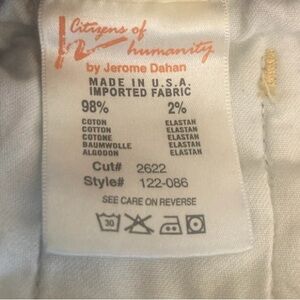 Citizens of
humanity
by Jerome Dahan
MADE IN U.S.A.
IMPORTED FABRIC
98% 2%
COTON ELASTAN
COTTON ELASTAN
COTONE ELASTAN
BAUMWOLLE ELASTAN
ALGODON ELASTAN
Cut# 2622
Style# 122-086
SEE CARE ON REVERSE
30